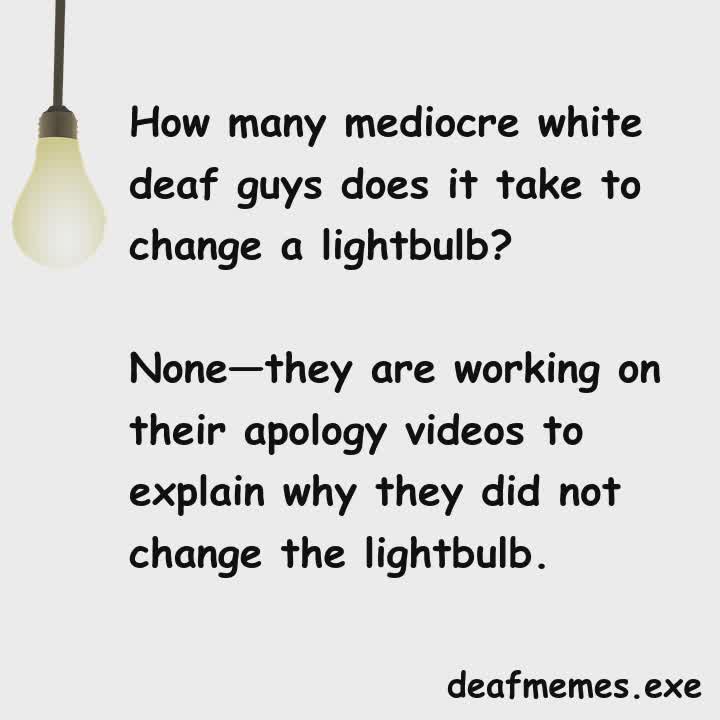 How many mediocre white
deaf guys does it take to
change a lightbulb?
None—they are working on
their apology videos to
explain why they did not
change the lightbulb.
deafmemes.exe